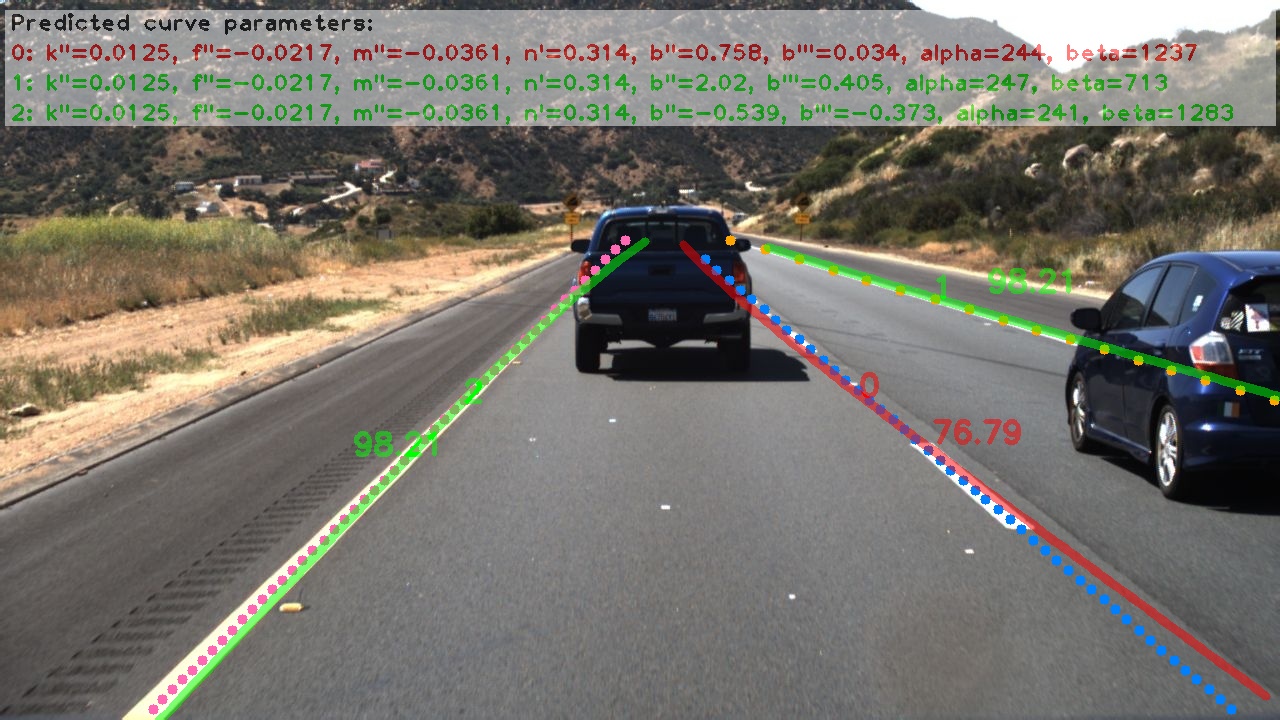 Predicted curve parameters:
0: k"=0.0125, f"=-0.0217, m"=-0.0361, n'=0.314, b"=0.758, b'''=0.034, alpha=244, beta=1237
1: k"=0.0125, f"=-0.0217, m"=-0.0361, n'=0.314, b"=2.02, b'''=0.405, alpha=247, beta=713
2: k"=0.0125, f"=-0.0217, m"=-0.0361, n'=0.314, b"=-0.539, b'''=-0.373, alpha=241, beta=1283
1 98.21
0
2
76.79
98.21